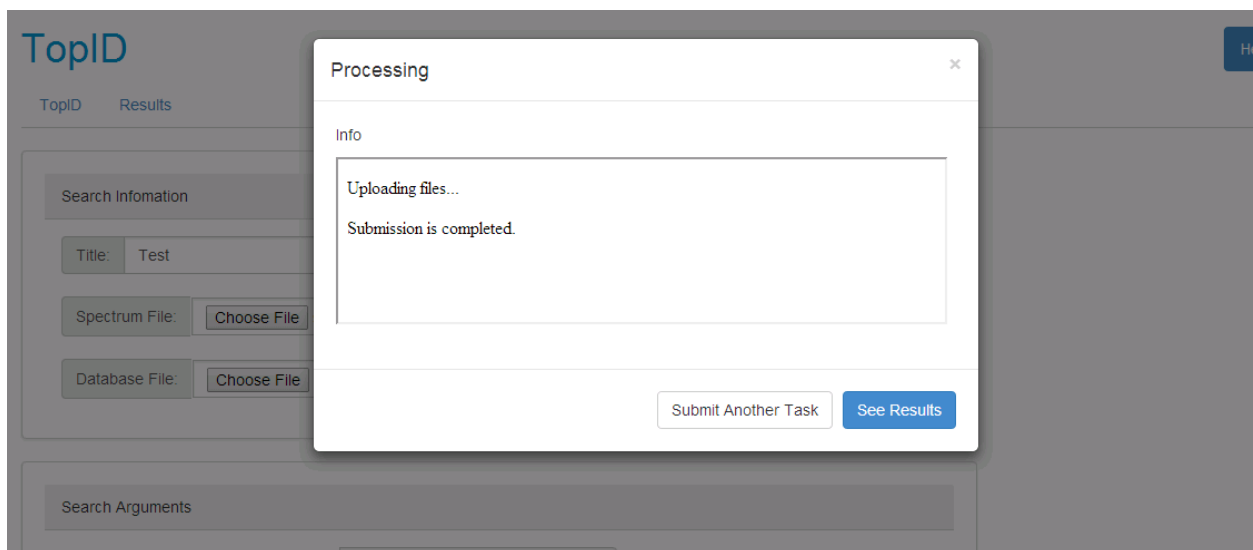 TopID
He
TopID Results
Processing ×
Info
Uploading files...
Submission is completed.
Submit Another Task See Results
Search Infomation
Title: Test
Spectrum File: Choose File
Database File: Choose File
Search Arguments